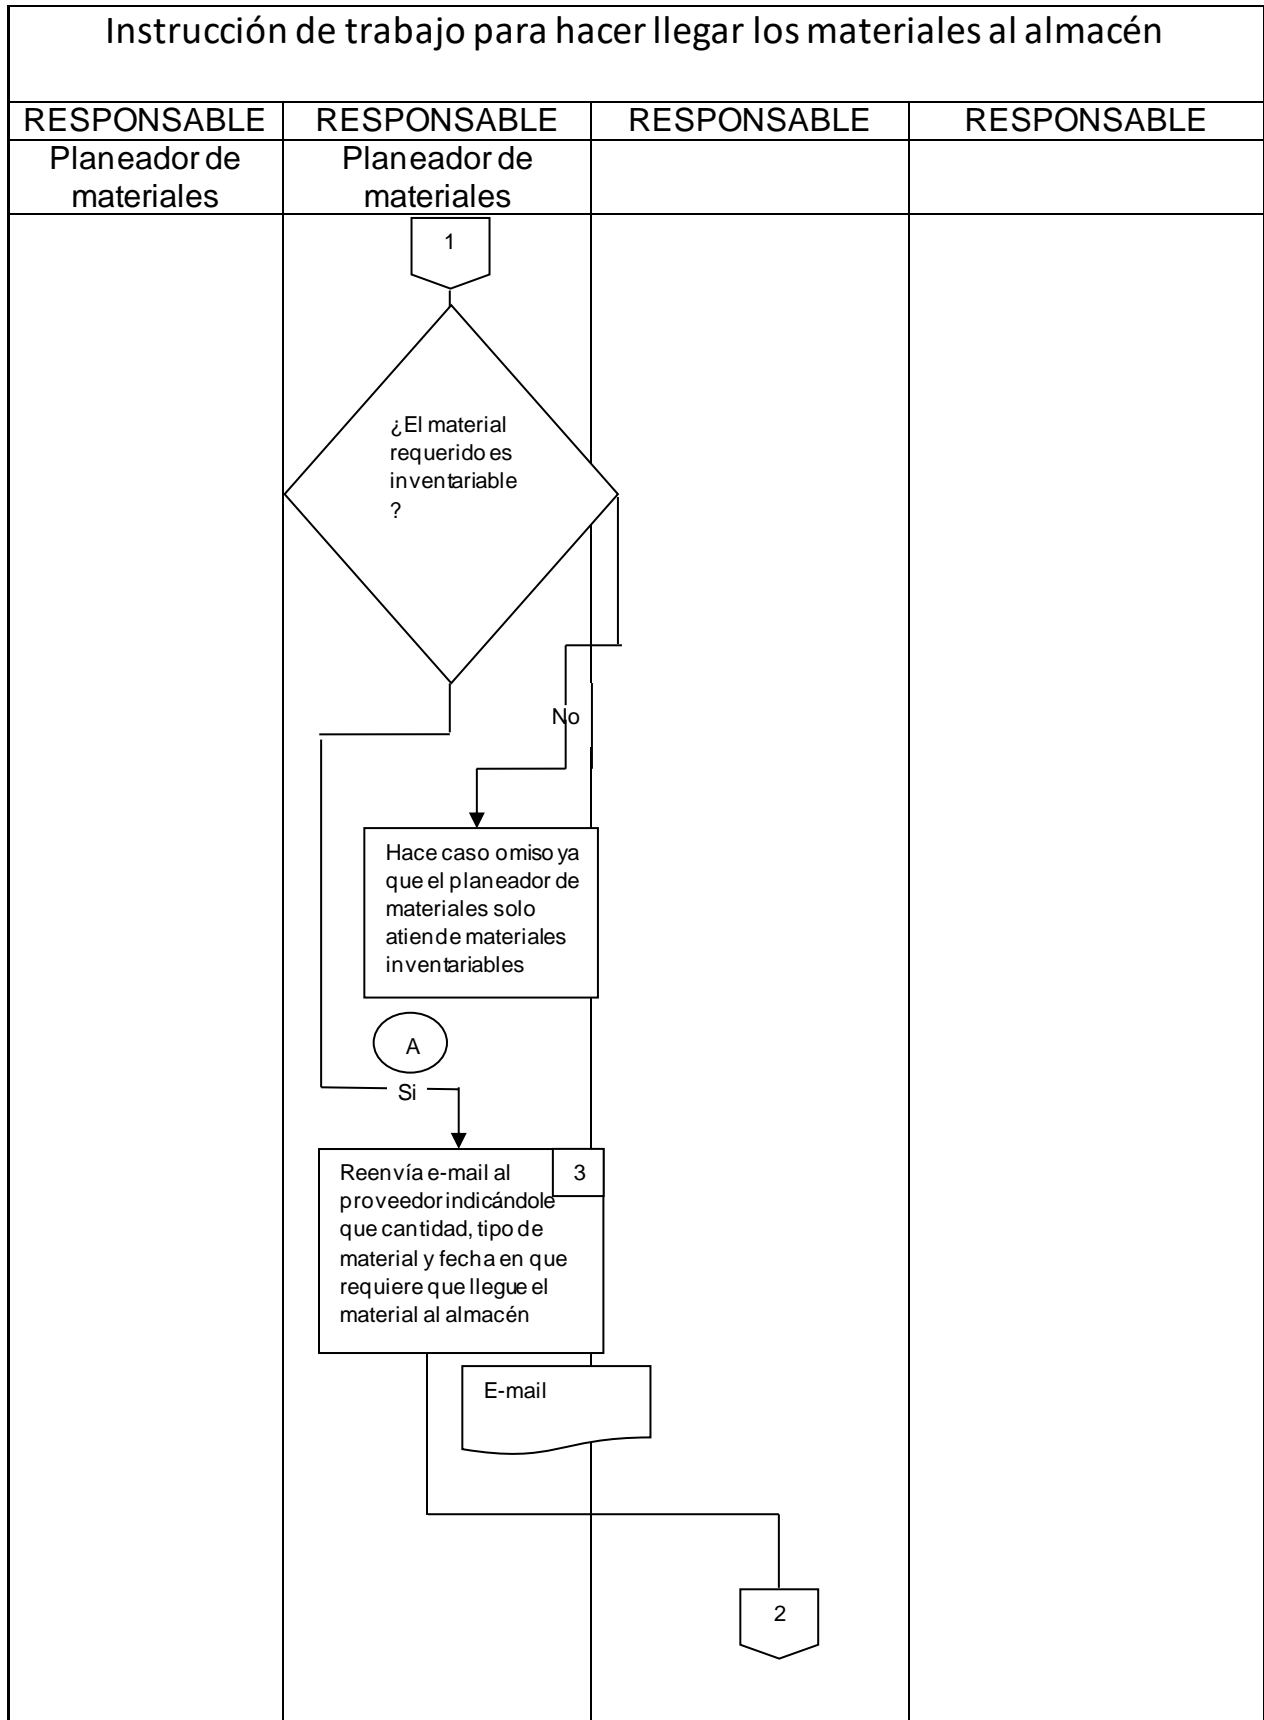 Instrucción de trabajo para hacer llegar los materiales al almacén
RESPONSABLE
RESPONSABLE
RESPONSABLE
RESPONSABLE
Planeador de
materiales
Planeador de
materiales
1
¿El material
requerido es
inventariable
?
No
Hace caso omiso ya
que el planeador de
materiales solo
atiende materiales
inventariables
A
Si
3
Reenvía e-mail al
proveedor indicándole
que cantidad, tipo de
material y fecha en que
requiere que llegue el
material al almacén
E-mail
2